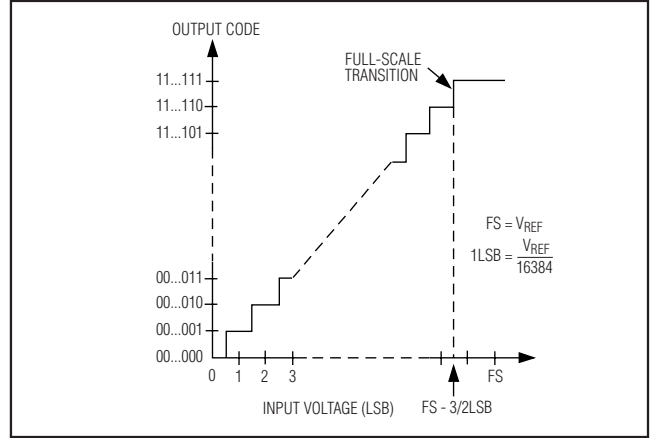 OUTPUT CODE
FULL-SCALE
TRANSITION
11...111
11...110
11...101
FS = VREF
1LSB = VREF
16384
00...011
00...010
00...001
00...000
0 1 2 3 FS
INPUT VOLTAGE (LSB) FS - 3/2LSB